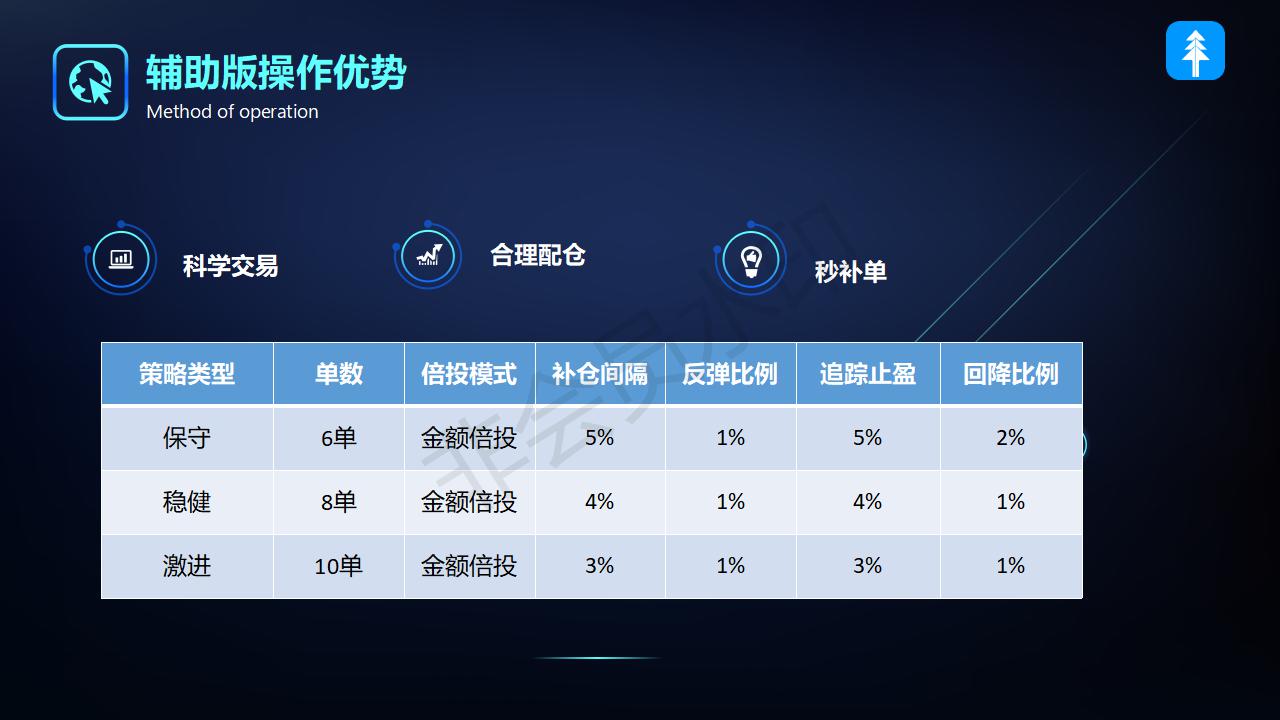 辅助版操作优势
Method of operation
科学交易
合理配仓
秒补单
策略类型 单数 倍投模式 补仓间隔 反弹比例 追踪止盈 回降比例
保守 6单 金额倍投 5% 1% 5% 2%
稳健 8单 金额倍投 4% 1% 4% 1%
激进 10单 金额倍投 3% 1% 3% 1%
非会员水印